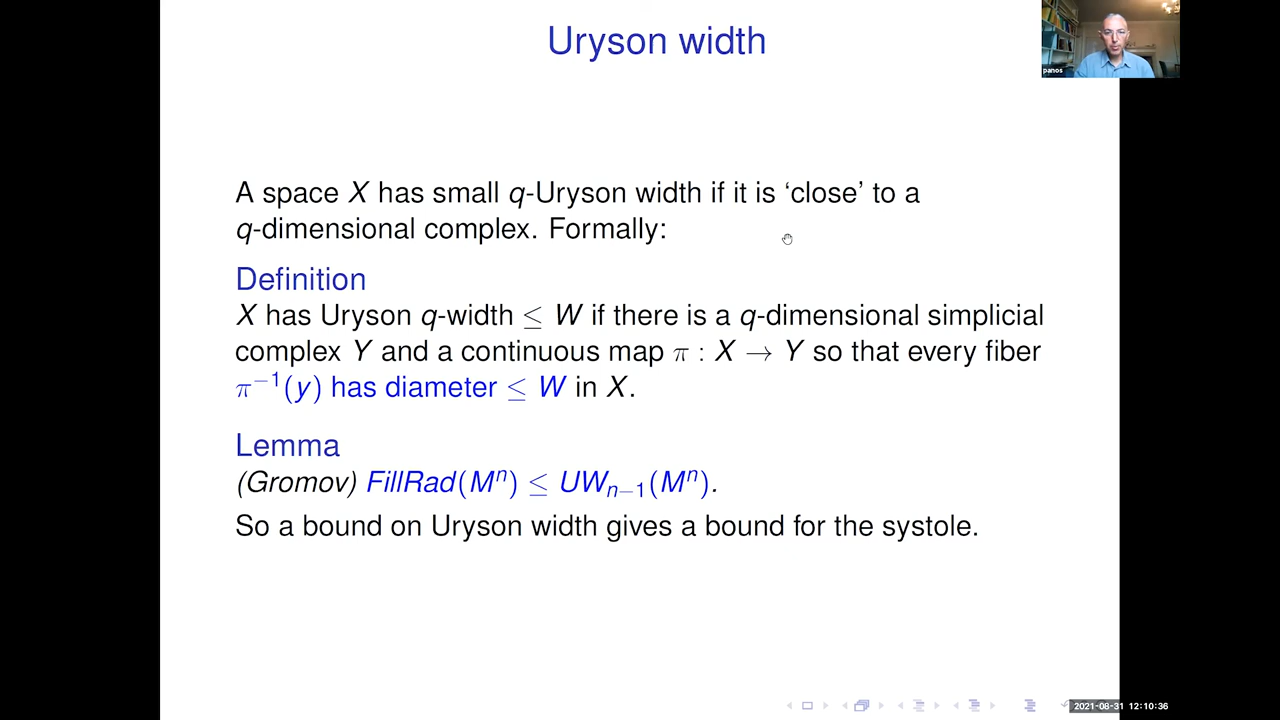 Uryson width
panos
A space X has small q-Uryson width if it is ‘close’ to a
q-dimensional complex. Formally:
Definition
X has Uryson q-width ≤ W if there is a q-dimensional simplicial
complex Y and a continuous map π : X → Y so that every fiber
π⁻¹(y) has diameter ≤ W in X.
Lemma
(Gromov) FillRad(Mⁿ) ≤ UWₙ₋₁(Mⁿ).
So a bound on Uryson width gives a bound for the systole.
2021-08-31 12:10:36